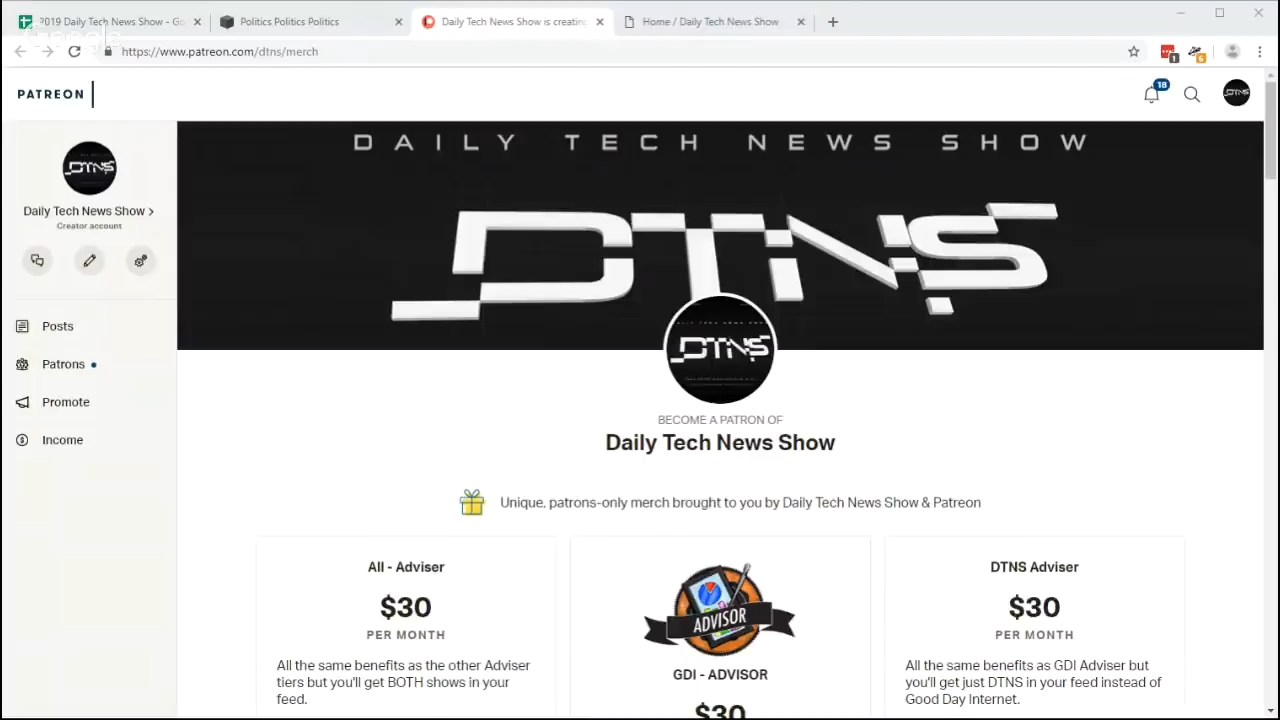 2019 Daily Tech News Show - Go
Politics Politics Politics
Daily Tech News Show is creating
Home / Daily Tech News Show
https://www.patreon.com/dtns/merch
1
6
PATREON
18
DTNS
DAILY TECH NEWS SHOW
DTNS
DTNS
Daily Tech News Show
Creator account
Posts
Patrons
Promote
Income
DTNS
BECOME A PATRON OF
Daily Tech News Show
Unique, patrons-only merch brought to you by Daily Tech News Show & Patreon
All - Adviser
$30
PER MONTH
All the same benefits as the other Adviser
tiers but you'll get BOTH shows in your
feed.
ADVISOR
GDI - ADVISOR
$30
DTNS Adviser
$30
PER MONTH
All the same benefits as GDI Adviser but
you'll get just DTNS in your feed instead of
Good Day Internet.